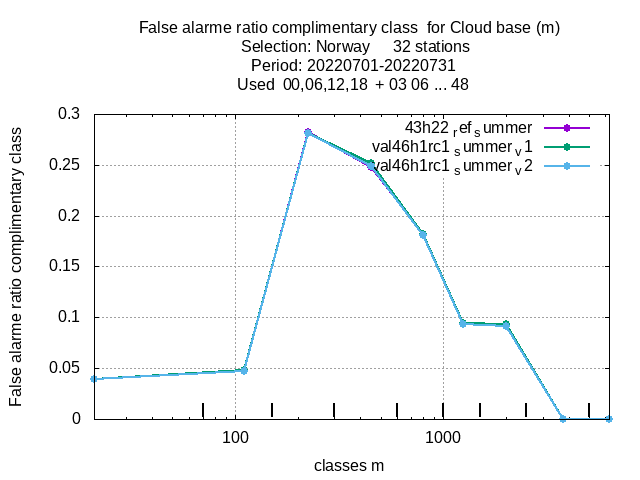 False alarme ratio complimentary class  for Cloud base (m)
Selection: Norway     32 stations
Period: 20220701-20220731
Used  00,06,12,18  + 03 06 ... 48
0.3
0.25
0.2
0.15
0.1
0.05
0
100
1000
43h22 ref summer
val46h1rc1 summer v1
val46h1rc1 summer v2
False alarme ratio complimentary class
classes m